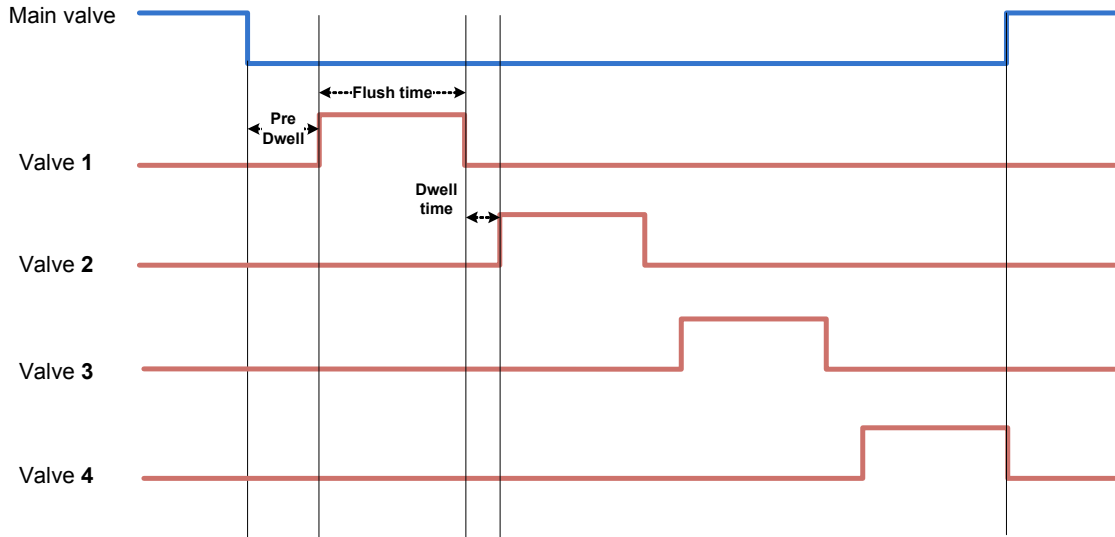 Main valve
Flush time
Pre
Dwell
Valve 1
Dwell
time
Valve 2
Valve 3
Valve 4